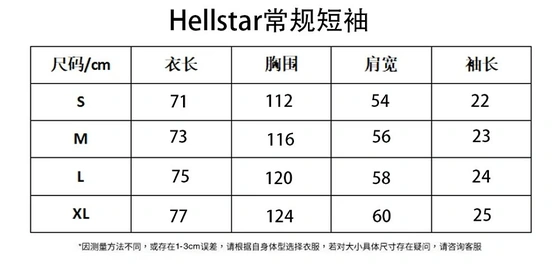 Hellstar常规短袖
尺码/cm 衣长 胸围 肩宽 袖长
S 71 112 54 22
M 73 116 56 23
L 75 120 58 24
XL 77 124 60 25
*因测量方法不同，或存在1-3cm误差，请根据自身体型选择衣服，若对大小具体尺寸存在疑问，请咨询客服